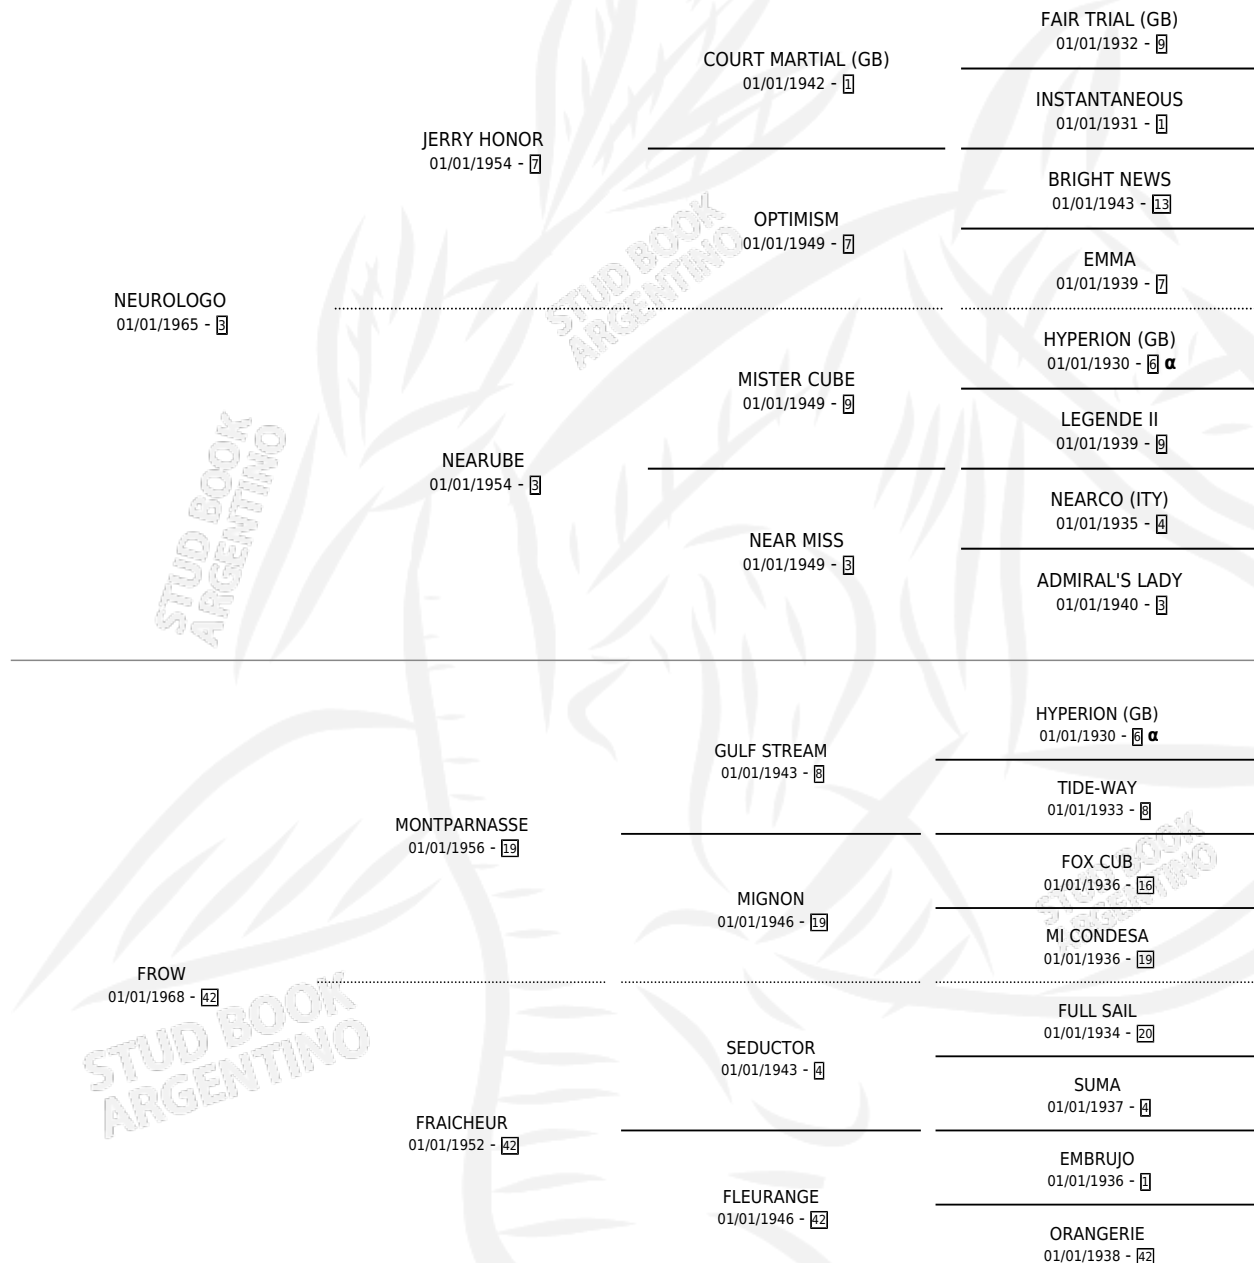 FAIR TRIAL (GB)
01/01/1932 - 9
COURT MARTIAL (GB)
01/01/1942 - 1
INSTANTANEOUS
01/01/1931 - 1
JERRY HONOR
01/01/1954 - 7
BRIGHT NEWS
01/01/1943 - 13
OPTIMISM
01/01/1949 - 7
EMMA
01/01/1939 - 7
STUD BOOK
ARGENTINO
NEUROLOGO
01/01/1965 - 3
HYPERION (GB)
01/01/1930 - 6 α
MISTER CUBE
01/01/1949 - 9
LEGENDE II
01/01/1939 - 9
NEARUBE
01/01/1954 - 3
NEARCO (ITY)
01/01/1935 - 4
NEAR MISS
01/01/1949 - 3
ADMIRAL'S LADY
01/01/1940 - 3
STUD BOOK
ARGENTINO
HYPERION (GB)
01/01/1930 - 6 α
GULF STREAM
01/01/1943 - 8
TIDE-WAY
01/01/1933 - 8
MONTPARNASSE
01/01/1956 - 19
FOX CUB
01/01/1936 - 16
MIGNON
01/01/1946 - 19
MI CONDESA
01/01/1936 - 19
STUD BOOK
ARGENTINO
FROW
01/01/1968 - 42
FULL SAIL
01/01/1934 - 20
SEDUCTOR
01/01/1943 - 4
SUMA
01/01/1937 - 4
STUD BOOK
ARGENTINO
FRAICHEUR
01/01/1952 - 42
EMBRUJO
01/01/1936 - 1
FLEURANGE
01/01/1946 - 42
ORANGERIE
01/01/1938 - 42